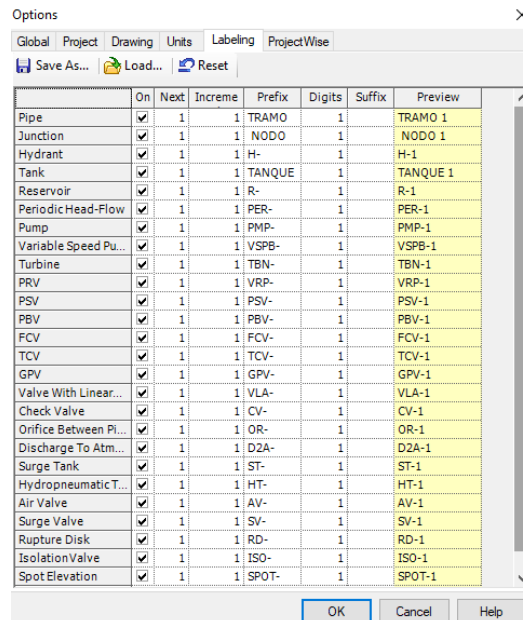 Options
Global Project Drawing Units Labeling ProjectWise
Save As... Load... Reset
On Next Increme Prefix Digits Suffix Preview
Pipe 1 1 TRAMO 1 TRAMO 1
Junction 1 1 NODO 1 NODO 1
Hydrant 1 1 H- 1 H-1
Tank 1 1 TANQUE 1 TANQUE 1
Reservoir 1 1 R- 1 R-1
Periodic Head-Flow 1 1 PER- 1 PER-1
Pump 1 1 PMP- 1 PMP-1
Variable Speed Pu... 1 1 VSPB- 1 VSPB-1
Turbine 1 1 TBN- 1 TBN-1
PRV 1 1 VRP- 1 VRP-1
PSV 1 1 PSV- 1 PSV-1
PBV 1 1 PBV- 1 PBV-1
FCV 1 1 FCV- 1 FCV-1
TCV 1 1 TCV- 1 TCV-1
GPV 1 1 GPV- 1 GPV-1
Valve With Linear... 1 1 VLA- 1 VLA-1
Check Valve 1 1 CV- 1 CV-1
Orifice Between Pi... 1 1 OR- 1 OR-1
Discharge To Atm... 1 1 D2A- 1 D2A-1
Surge Tank 1 1 ST- 1 ST-1
Hydropneumatic T... 1 1 HT- 1 HT-1
Air Valve 1 1 AV- 1 AV-1
Surge Valve 1 1 SV- 1 SV-1
Rupture Disk 1 1 RD- 1 RD-1
Isolation Valve 1 1 ISO- 1 ISO-1
Spot Elevation 1 1 SPOT- 1 SPOT-1
OK Cancel Help